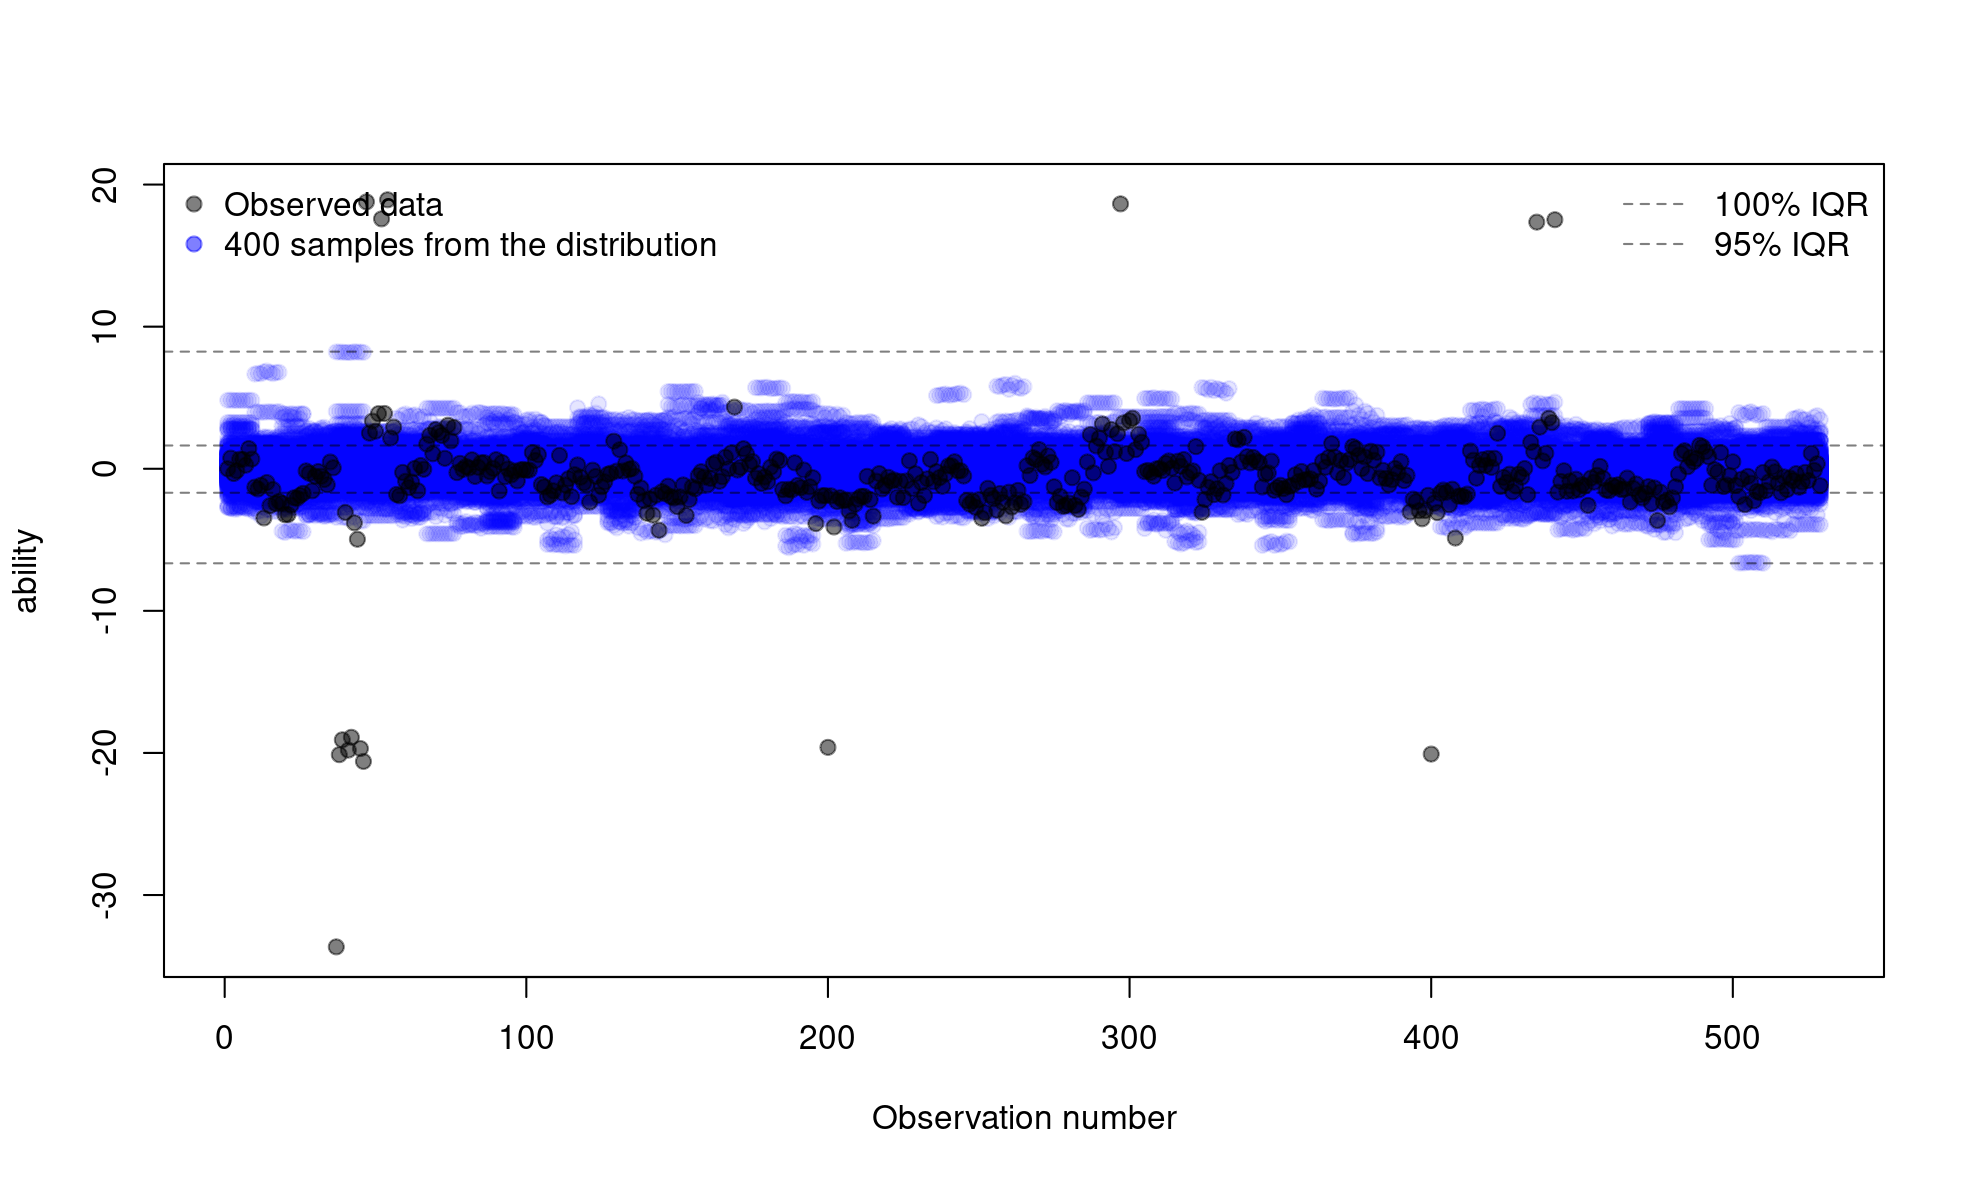 Observed data
400 samples from the distribution
100% IQR
95% IQR
20
10
0
-10
-20
-30
ability
0 100 200 300 400 500
Observation number